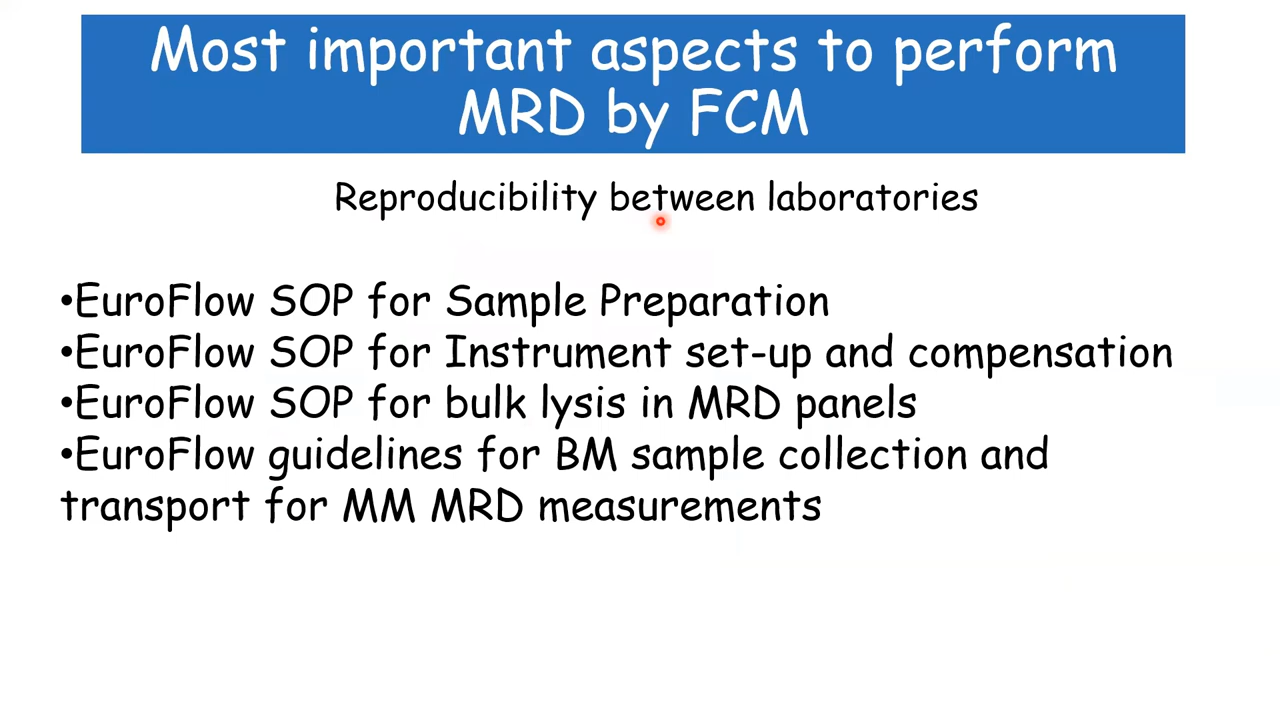 Most important aspects to perform
MRD by FCM
Reproducibility between laboratories
•EuroFlow SOP for Sample Preparation
•EuroFlow SOP for Instrument set-up and compensation
•EuroFlow SOP for bulk lysis in MRD panels
•EuroFlow guidelines for BM sample collection and
transport for MM MRD measurements